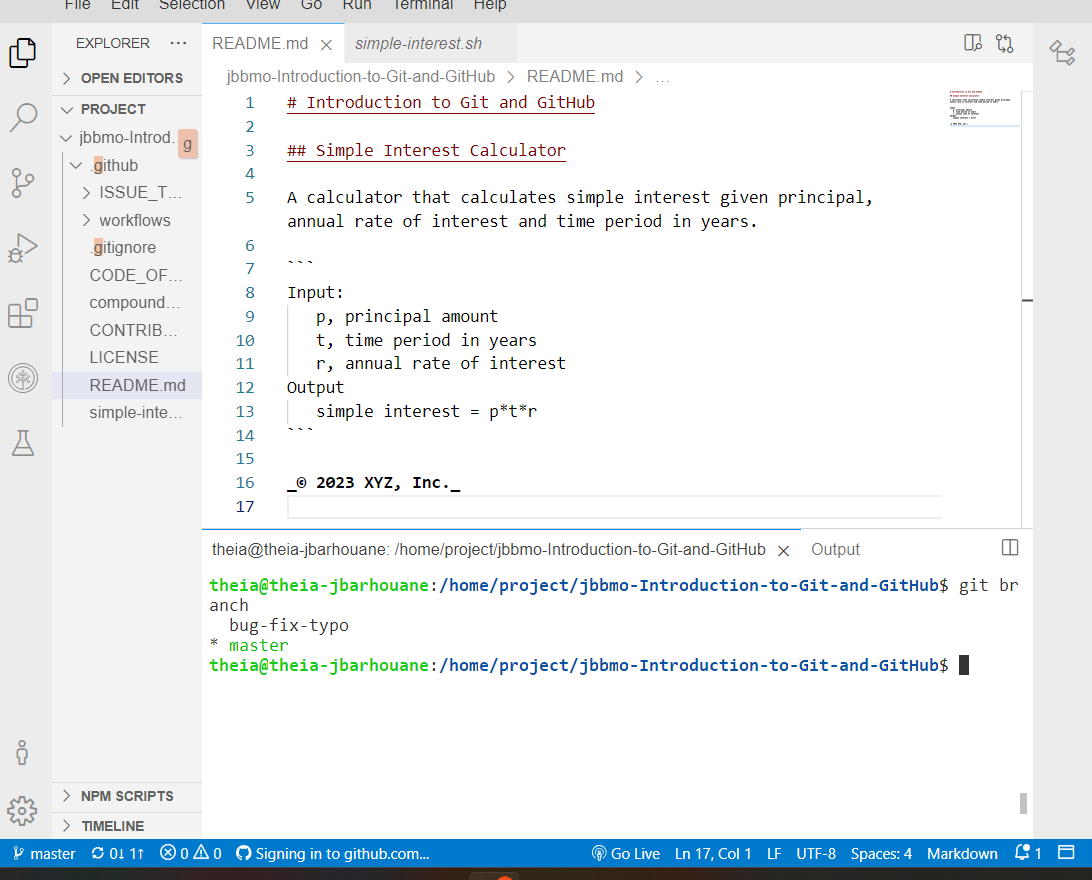 File Edit Selection View Go Run Terminal Help
EXPLORER ...
README.md simple-interest.sh
OPEN EDITORS
jbbmo-Introduction-to-Git-and-GitHub > README.md > ...
PROJECT
jbbmo-Introd...
g
.github
ISSUE_T...
workflows
.gitignore
CODE_OF...
compound...
CONTRIB...
LICENSE
README.md
simple-inte...
1 # Introduction to Git and GitHub
2
3 ## Simple Interest Calculator
4
5 A calculator that calculates simple interest given principal,
annual rate of interest and time period in years.
6
7 ```
8 Input:
9 p, principal amount
10 t, time period in years
11 r, annual rate of interest
12 Output
13 simple interest = p*t*r
14 ```
15
16 _© 2023 XYZ, Inc._
17
theia@theia-jbarhouane: /home/project/jbbmo-Introduction-to-Git-and-GitHub Output
theia@theia-jbarhouane:/home/project/jbbmo-Introduction-to-Git-and-GitHub$ git br
anch
bug-fix-typo
* master
theia@theia-jbarhouane:/home/project/jbbmo-Introduction-to-Git-and-GitHub$
NPM SCRIPTS
TIMELINE
master 0↓ 1↑ 0 0 Signing in to github.com... Go Live Ln 17, Col 1 LF UTF-8 Spaces: 4 Markdown 1